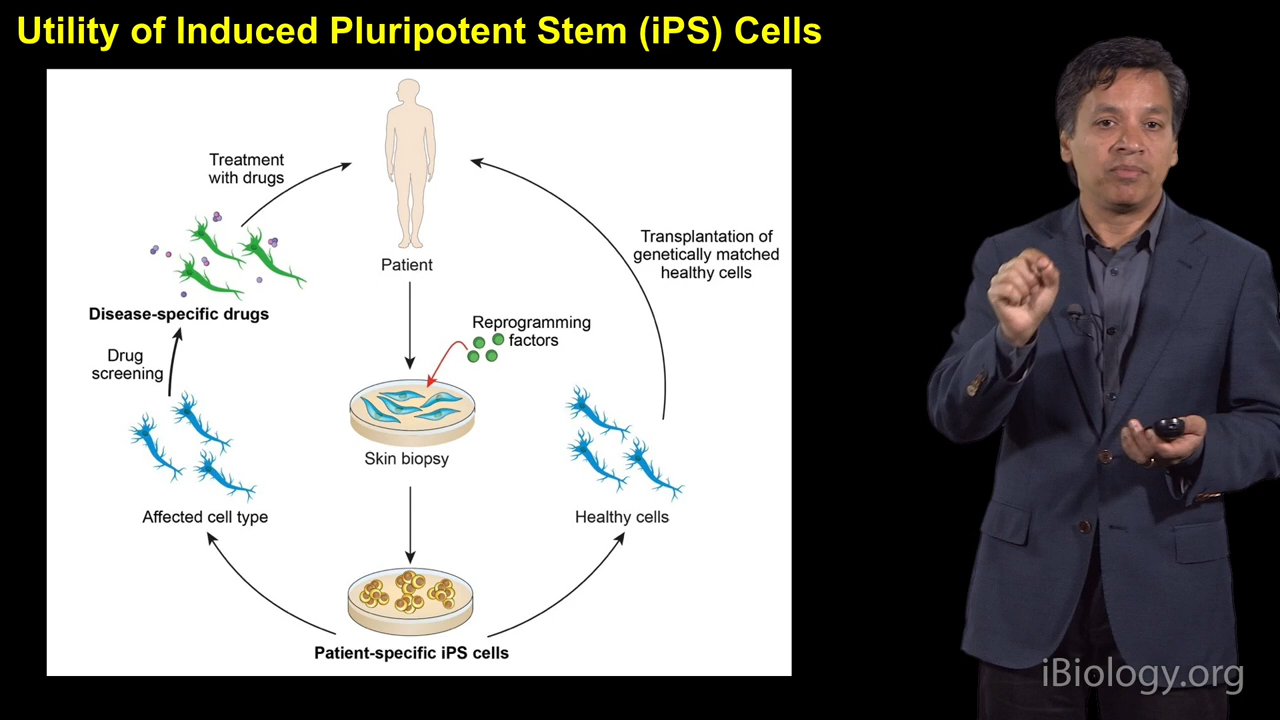 Utility of Induced Pluripotent Stem (iPS) Cells
Treatment
with drugs
Patient
Transplantation of
genetically matched
healthy cells
Disease-specific drugs
Reprogramming
factors
Drug
screening
Skin biopsy
Affected cell type
Healthy cells
Patient-specific iPS cells
iBiology.org